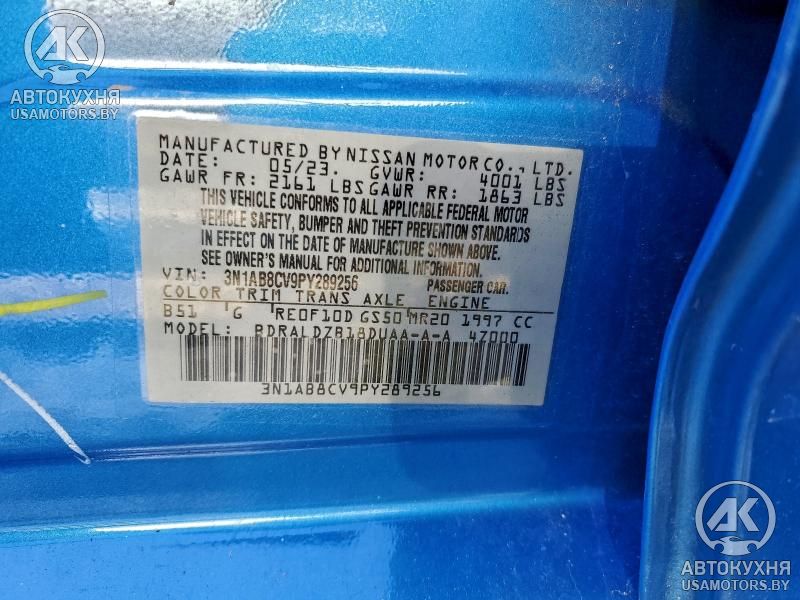 АК
АВТОКУХНЯ
USAMOTORS.BY
MANUFACTURED BY NISSAN MOTOR CO., LTD.
DATE: 05/23. GVWR: 4001 LBS
GAWR FR: 2161 LBS GAWR RR: 1863 LBS
THIS VEHICLE CONFORMS TO ALL APPLICABLE FEDERAL MOTOR
VEHICLE SAFETY, BUMPER AND THEFT PREVENTION STANDARDS
IN EFFECT ON THE DATE OF MANUFACTURE SHOWN ABOVE.
SEE OWNER'S MANUAL FOR ADDITIONAL INFORMATION.
VIN: 3N1AB8CV9PY289256 PASSENGER CAR.
COLOR TRIM TRANS AXLE ENGINE
B51 G RE0F10D GS50 MR20 1997 CC
MODEL: BDRALDZB18DUAA-A-A 4Z000
3N1AB8CV9PY289256
АК
АВТОКУХНЯ
USAMOTORS.BY